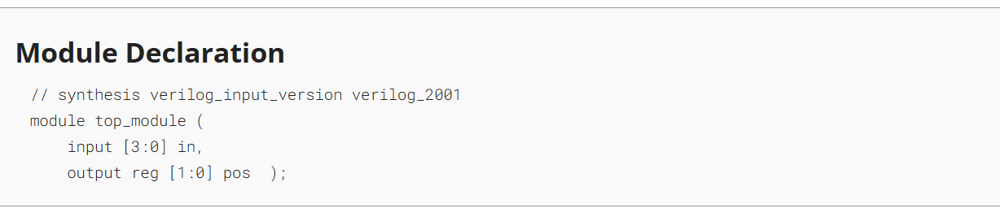 Module Declaration
// synthesis verilog_input_version verilog_2001
module top_module (
    input [3:0] in,
    output reg [1:0] pos  );